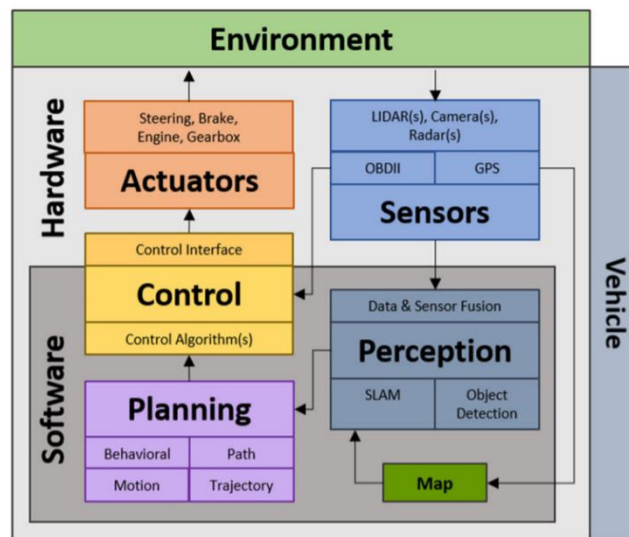 Environment
Hardware
Steering, Brake,
Engine, Gearbox
Actuators
LIDAR(s), Camera(s),
Radar(s)
OBDII
GPS
Sensors
Vehicle
Software
Control Interface
Control
Control Algorithm(s)
Data & Sensor Fusion
Perception
SLAM
Object
Detection
Planning
Behavioral
Path
Motion
Trajectory
Map